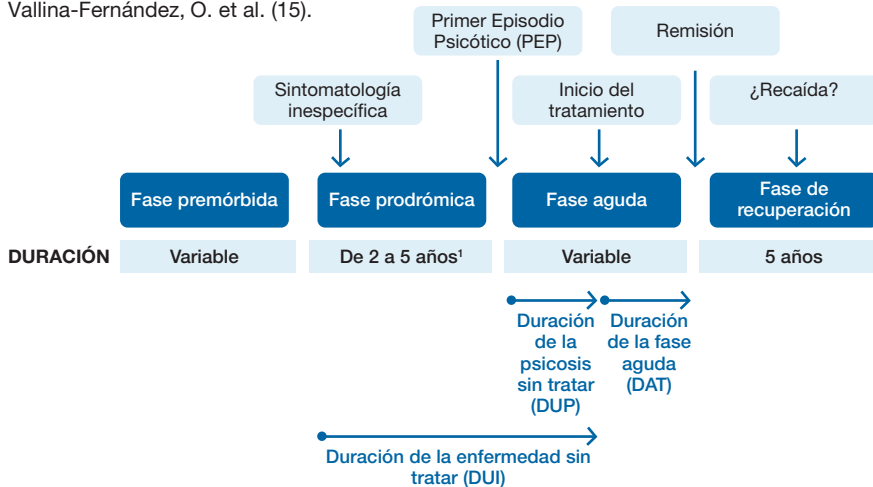 Vallina-Fernández, O. et al. (15).
Primer Episodio
Psicótico (PEP)
Remisión
Sintomatología
inespecífica
Inicio del
tratamiento
¿Recaída?
Fase premórbida
Fase prodrómica
Fase aguda
Fase de
recuperación
DURACIÓN
Variable
De 2 a 5 años¹
Variable
5 años
Duración
de la
psicosis
sin tratar
(DUP)
Duración
de la fase
aguda
(DAT)
Duración de la enfermedad sin
tratar (DUI)